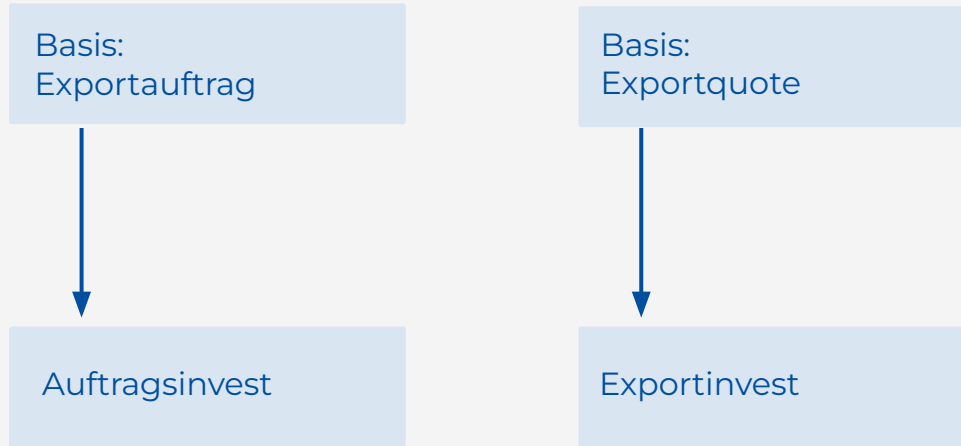 Basis:
Exportauftrag
Basis:
Exportquote
Auftragsinvest
Exportinvest